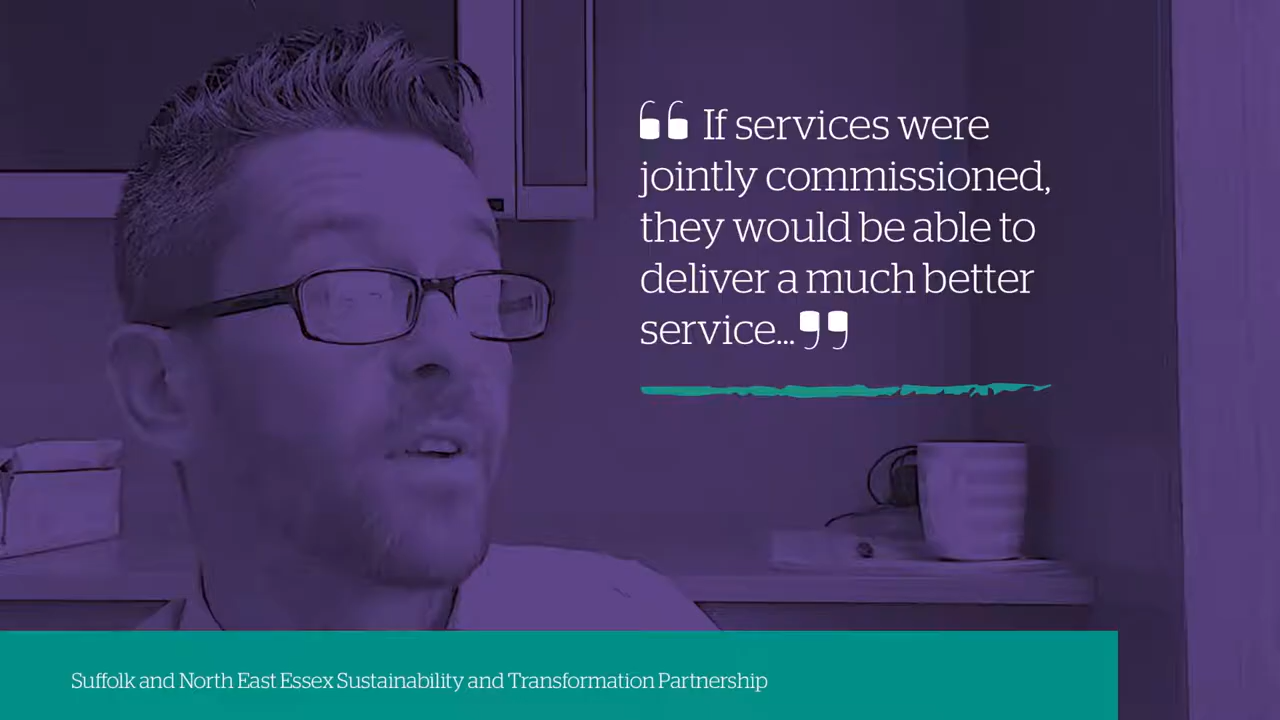 “ If services were
jointly commissioned,
they would be able to
deliver a much better
service...”
Suffolk and North East Essex Sustainability and Transformation Partnership